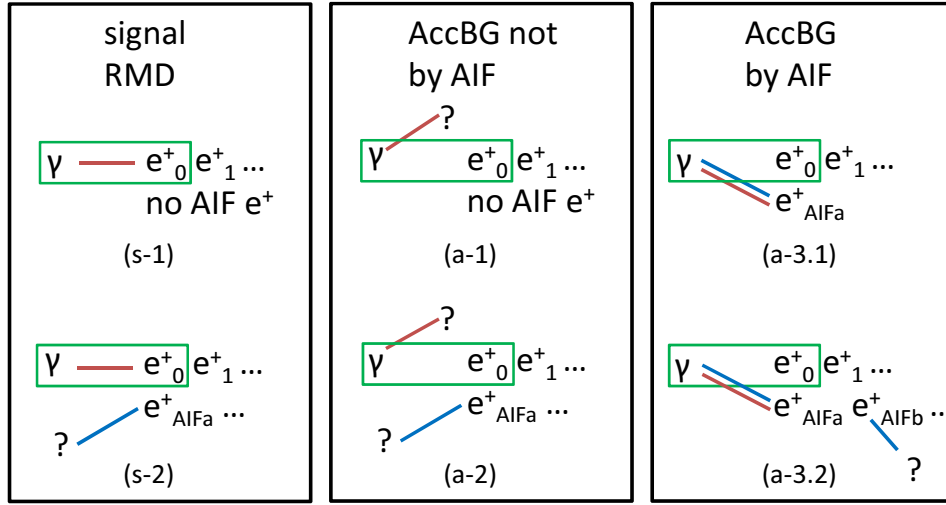 signal
RMD
γ e⁺₀ e⁺₁ ...
no AIF e⁺
(s-1)
γ e⁺₀ e⁺₁ ...
e⁺AIFa ...
?
(s-2)
AccBG not
by AIF
?
γ e⁺₀ e⁺₁ ...
no AIF e⁺
(a-1)
?
γ e⁺₀ e⁺₁ ...
e⁺AIFa ...
?
(a-2)
AccBG
by AIF
γ e⁺₀ e⁺₁ ...
e⁺AIFa
(a-3.1)
γ e⁺₀ e⁺₁ ...
e⁺AIFa e⁺AIFb ...
?
(a-3.2)